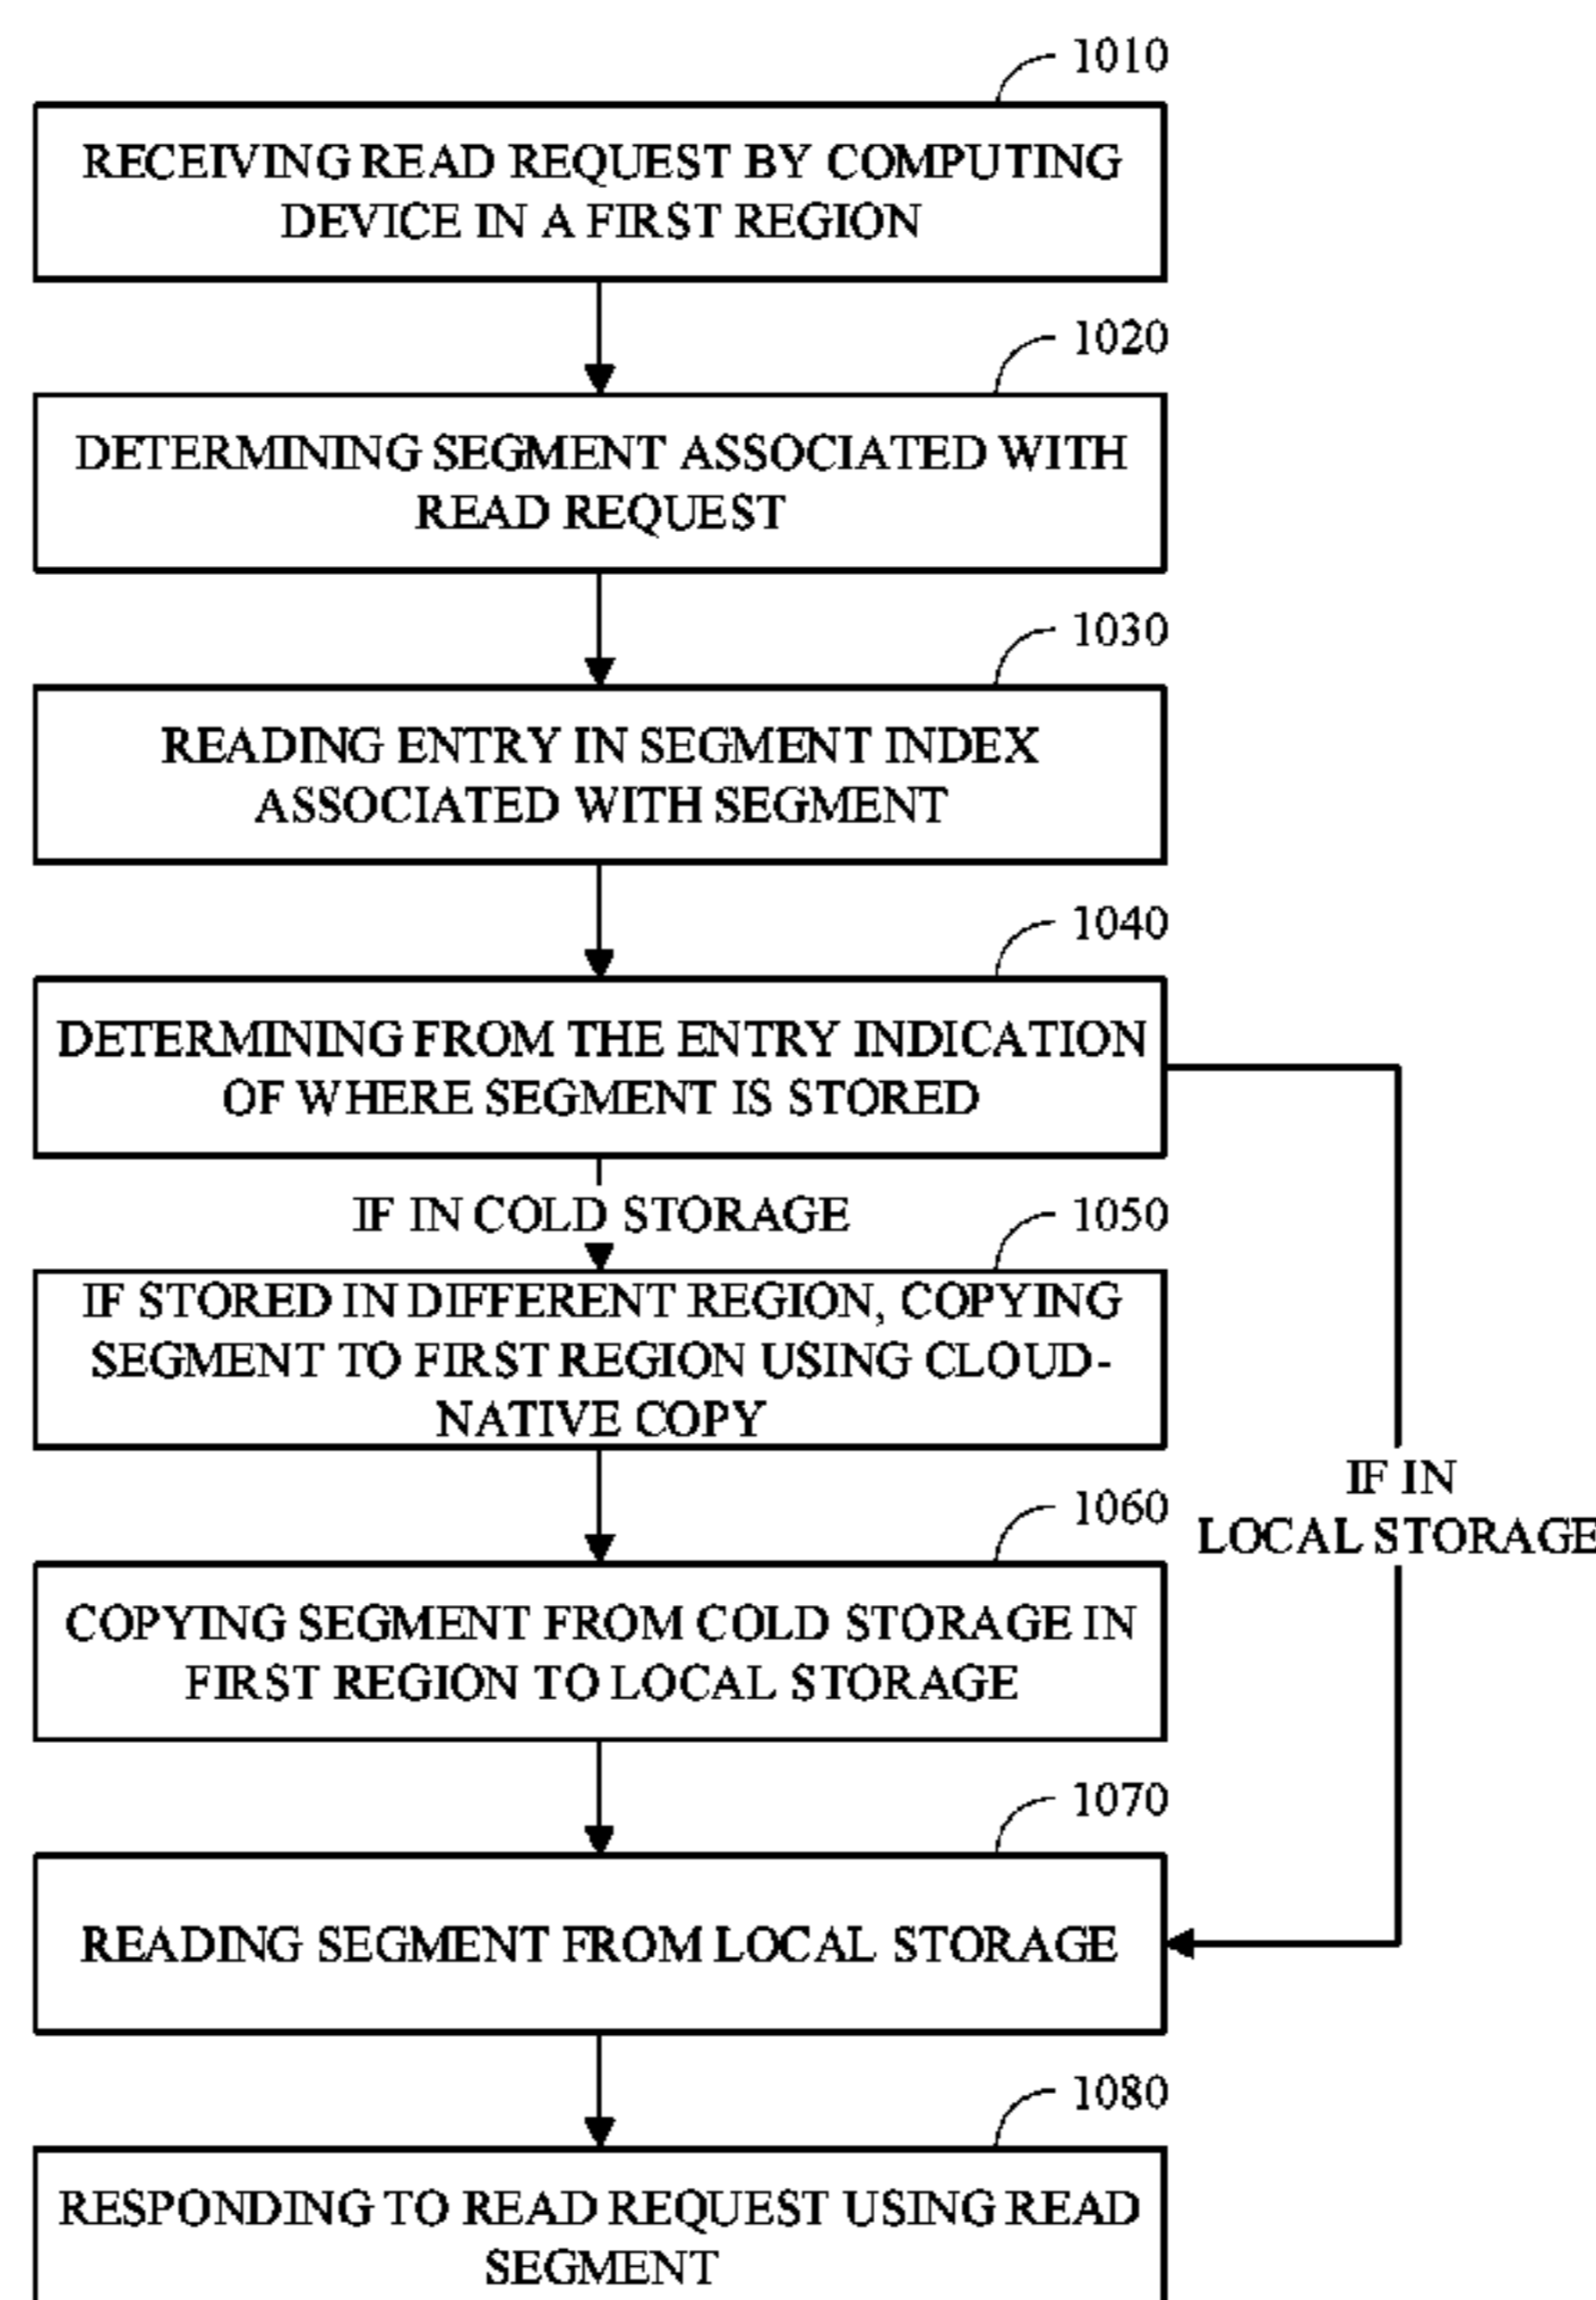 1010
RECEIVING READ REQUEST BY COMPUTING
DEVICE IN A FIRST REGION
1020
DETERMINING SEGMENT ASSOCIATED WITH
READ REQUEST
1030
READING ENTRY IN SEGMENT INDEX
ASSOCIATED WITH SEGMENT
1040
DETERMINING FROM THE ENTRY INDICATION
OF WHERE SEGMENT IS STORED
IF IN COLD STORAGE
1050
IF STORED IN DIFFERENT REGION, COPYING
SEGMENT TO FIRST REGION USING CLOUD-
NATIVE COPY
IF IN
LOCAL STORAGE
1060
COPYING SEGMENT FROM COLD STORAGE IN
FIRST REGION TO LOCAL STORAGE
1070
READING SEGMENT FROM LOCAL STORAGE
1080
RESPONDING TO READ REQUEST USING READ
SEGMENT